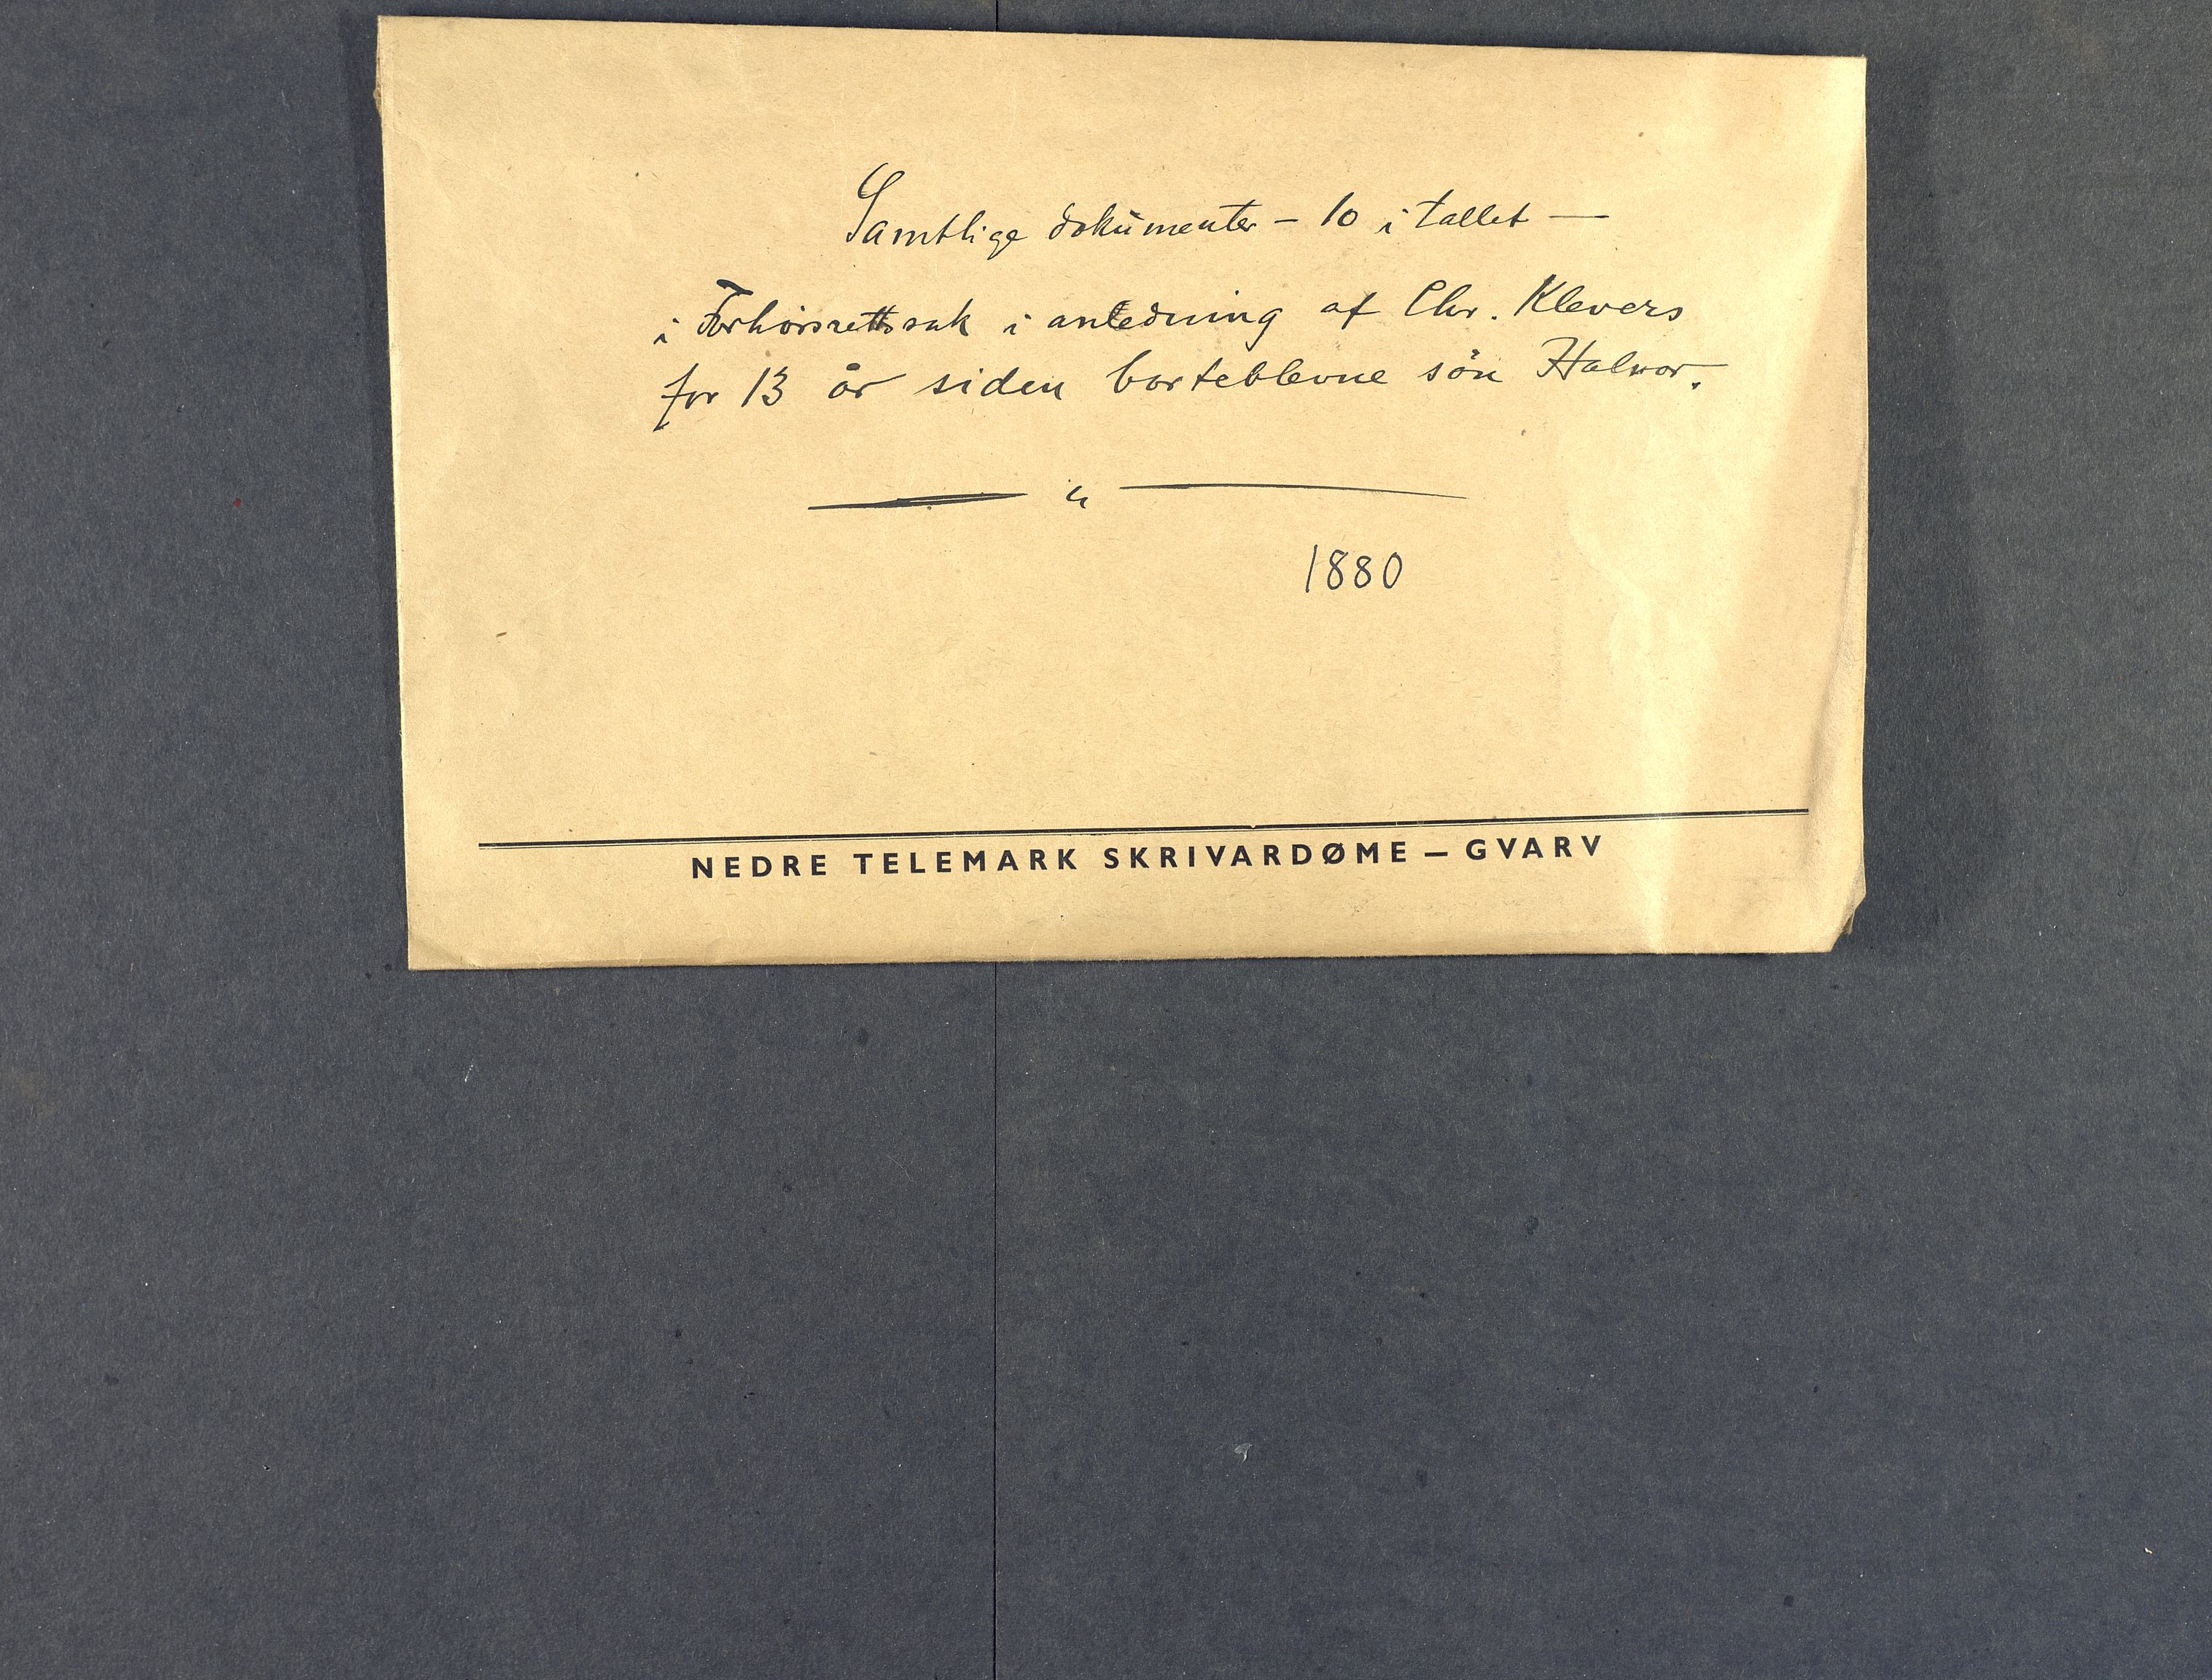 Samtlige dokumenter – 10 i tallet —
i Forhörsrettssak i anledning af Chr. Klevers
for 13 år siden borteblevne sön Halvor.
— " —
1880
NEDRE TELEMARK SKRIVARDØME — GVARV